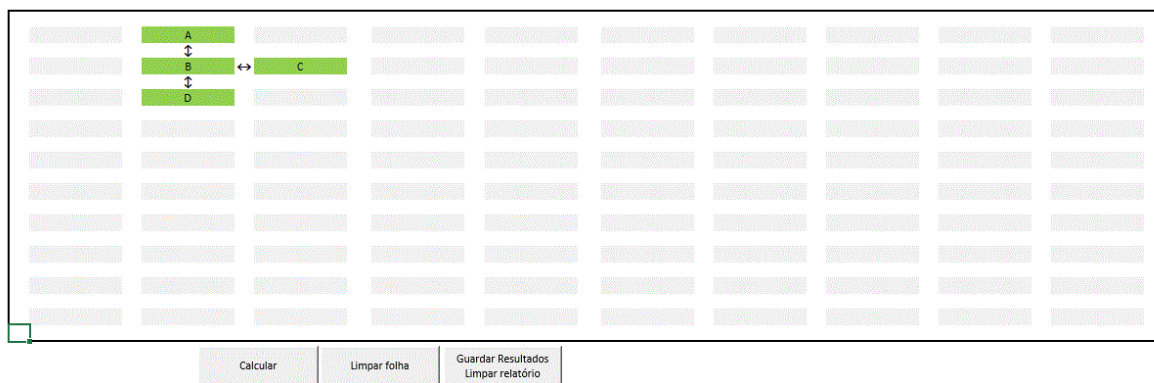 A
↕
B ↔ C
↕
D
Calcular
Limpar folha
Guardar Resultados
Limpar relatório